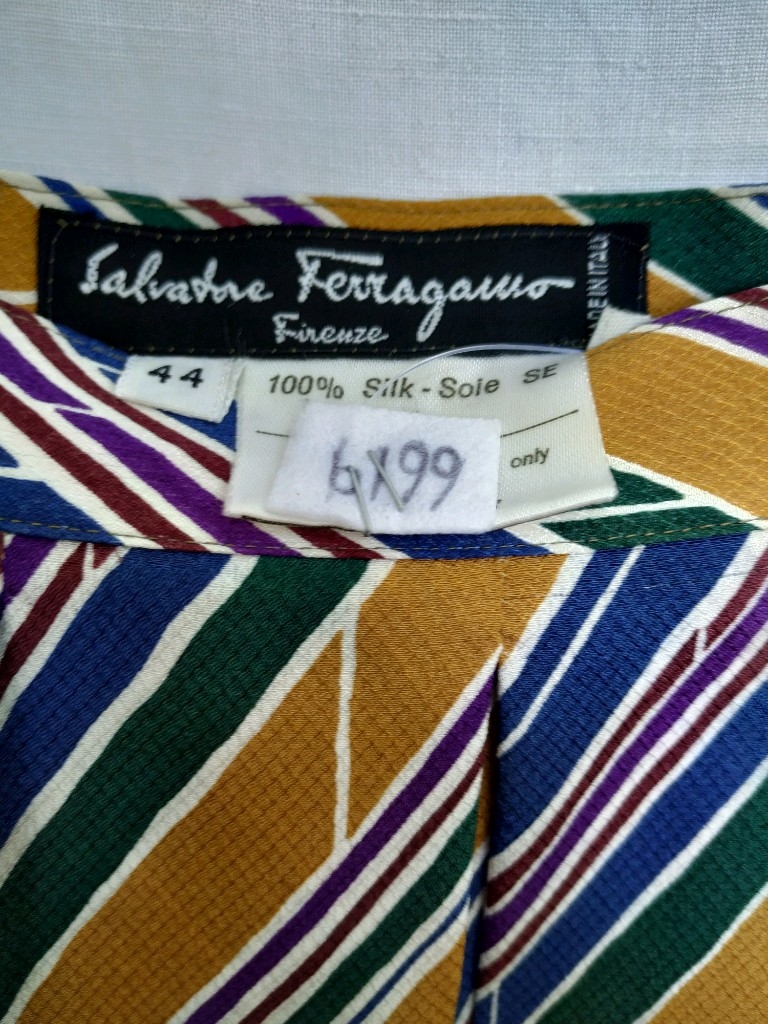 Salvatore Ferragamo
Firenze
MADE IN ITALY
44
100% Silk - Soie SE
only
6X99